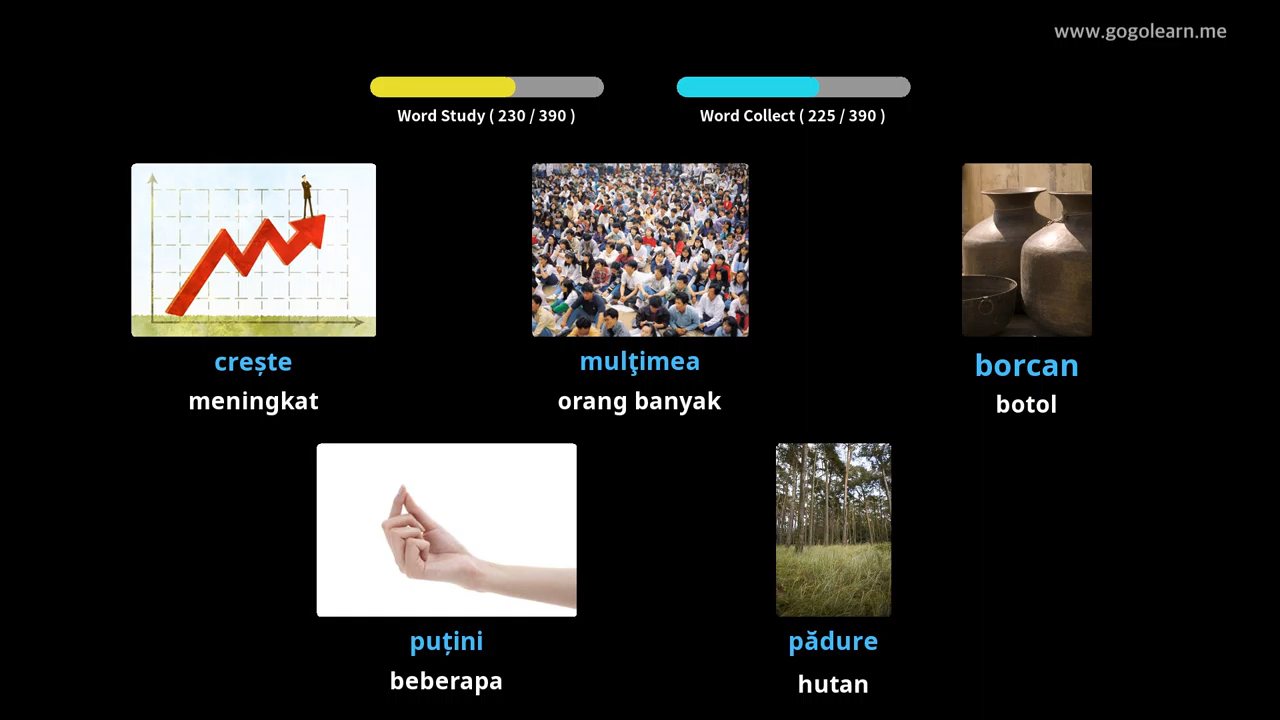 www.gogolearn.me
Word Study ( 230 / 390 )
Word Collect ( 225 / 390 )
crește
meningkat
mulţimea
orang banyak
borcan
botol
puțini
beberapa
pădure
hutan